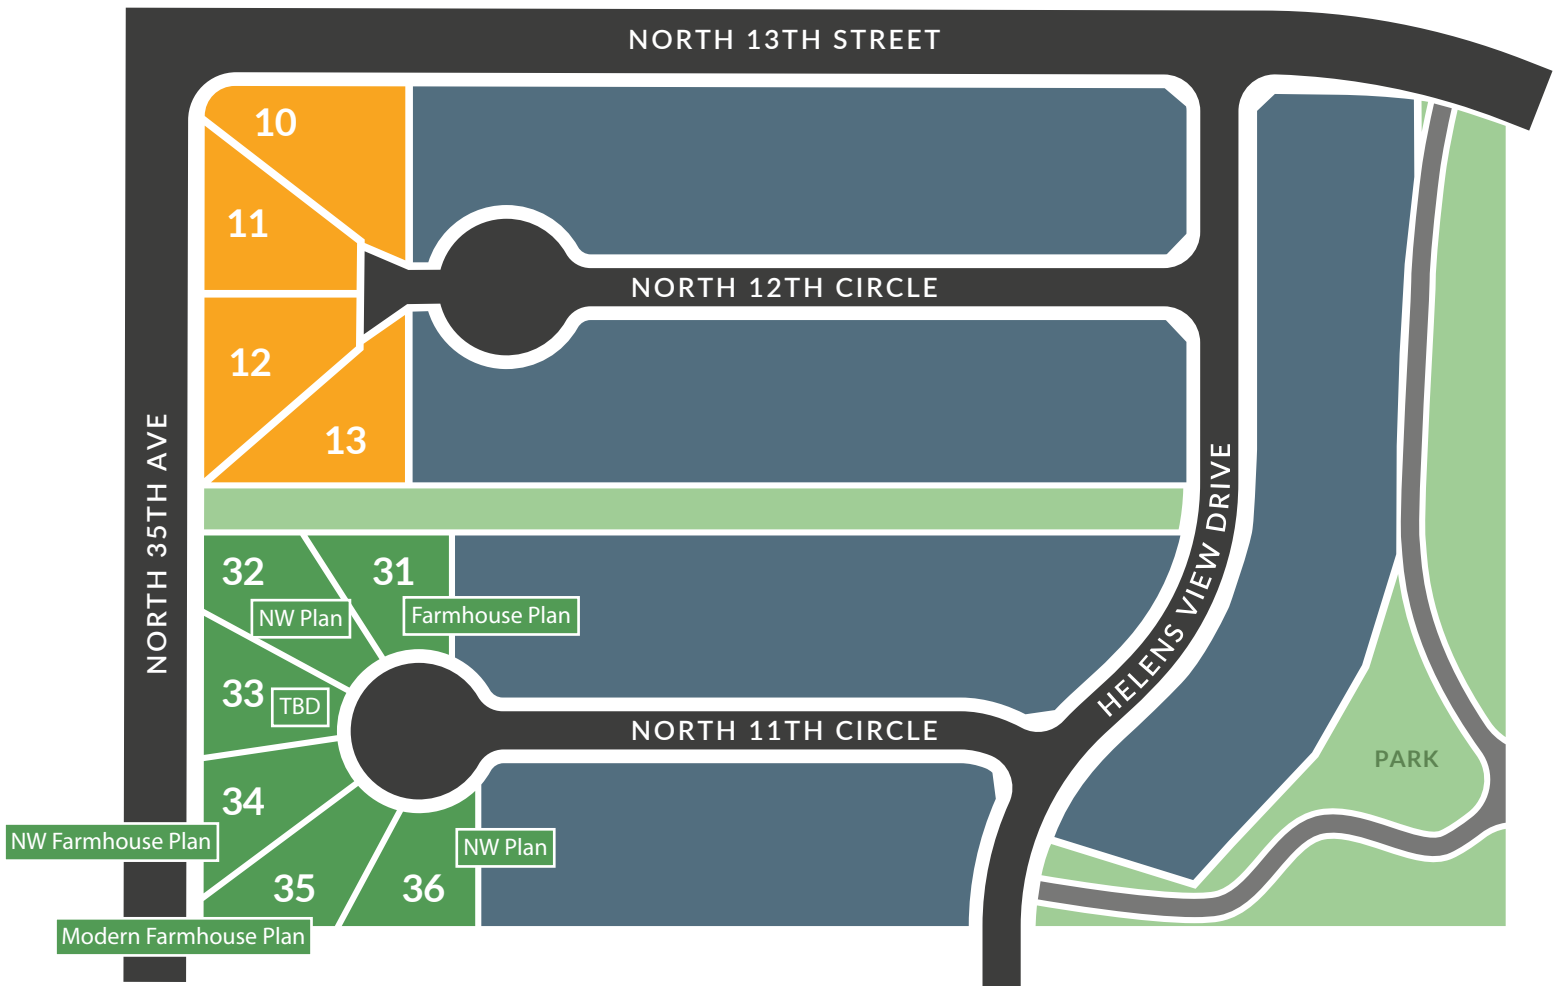 NORTH 13TH STREET
10
11
NORTH 12TH CIRCLE
12
13
NORTH 35TH AVE
HELENS VIEW DRIVE
32
31
NW Plan
Farmhouse Plan
33
TBD
NORTH 11TH CIRCLE
PARK
34
NW Farmhouse Plan
NW Plan
35
36
Modern Farmhouse Plan